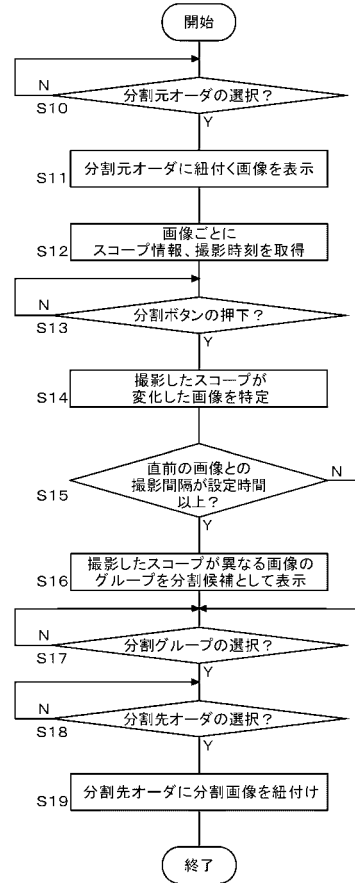 開始
N
分割元オーダの選択？
S10
Y
分割元オーダに紐付く画像を表示
S11
画像ごとに
スコープ情報、撮影時刻を取得
S12
N
分割ボタンの押下？
S13
Y
撮影したスコープが
変化した画像を特定
S14
直前の画像との
撮影間隔が設定時間
以上？
N
S15
Y
撮影したスコープが異なる画像の
グループを分割候補として表示
S16
N
分割グループの選択？
S17
Y
N
分割先オーダの選択？
S18
Y
分割先オーダに分割画像を紐付け
S19
終了